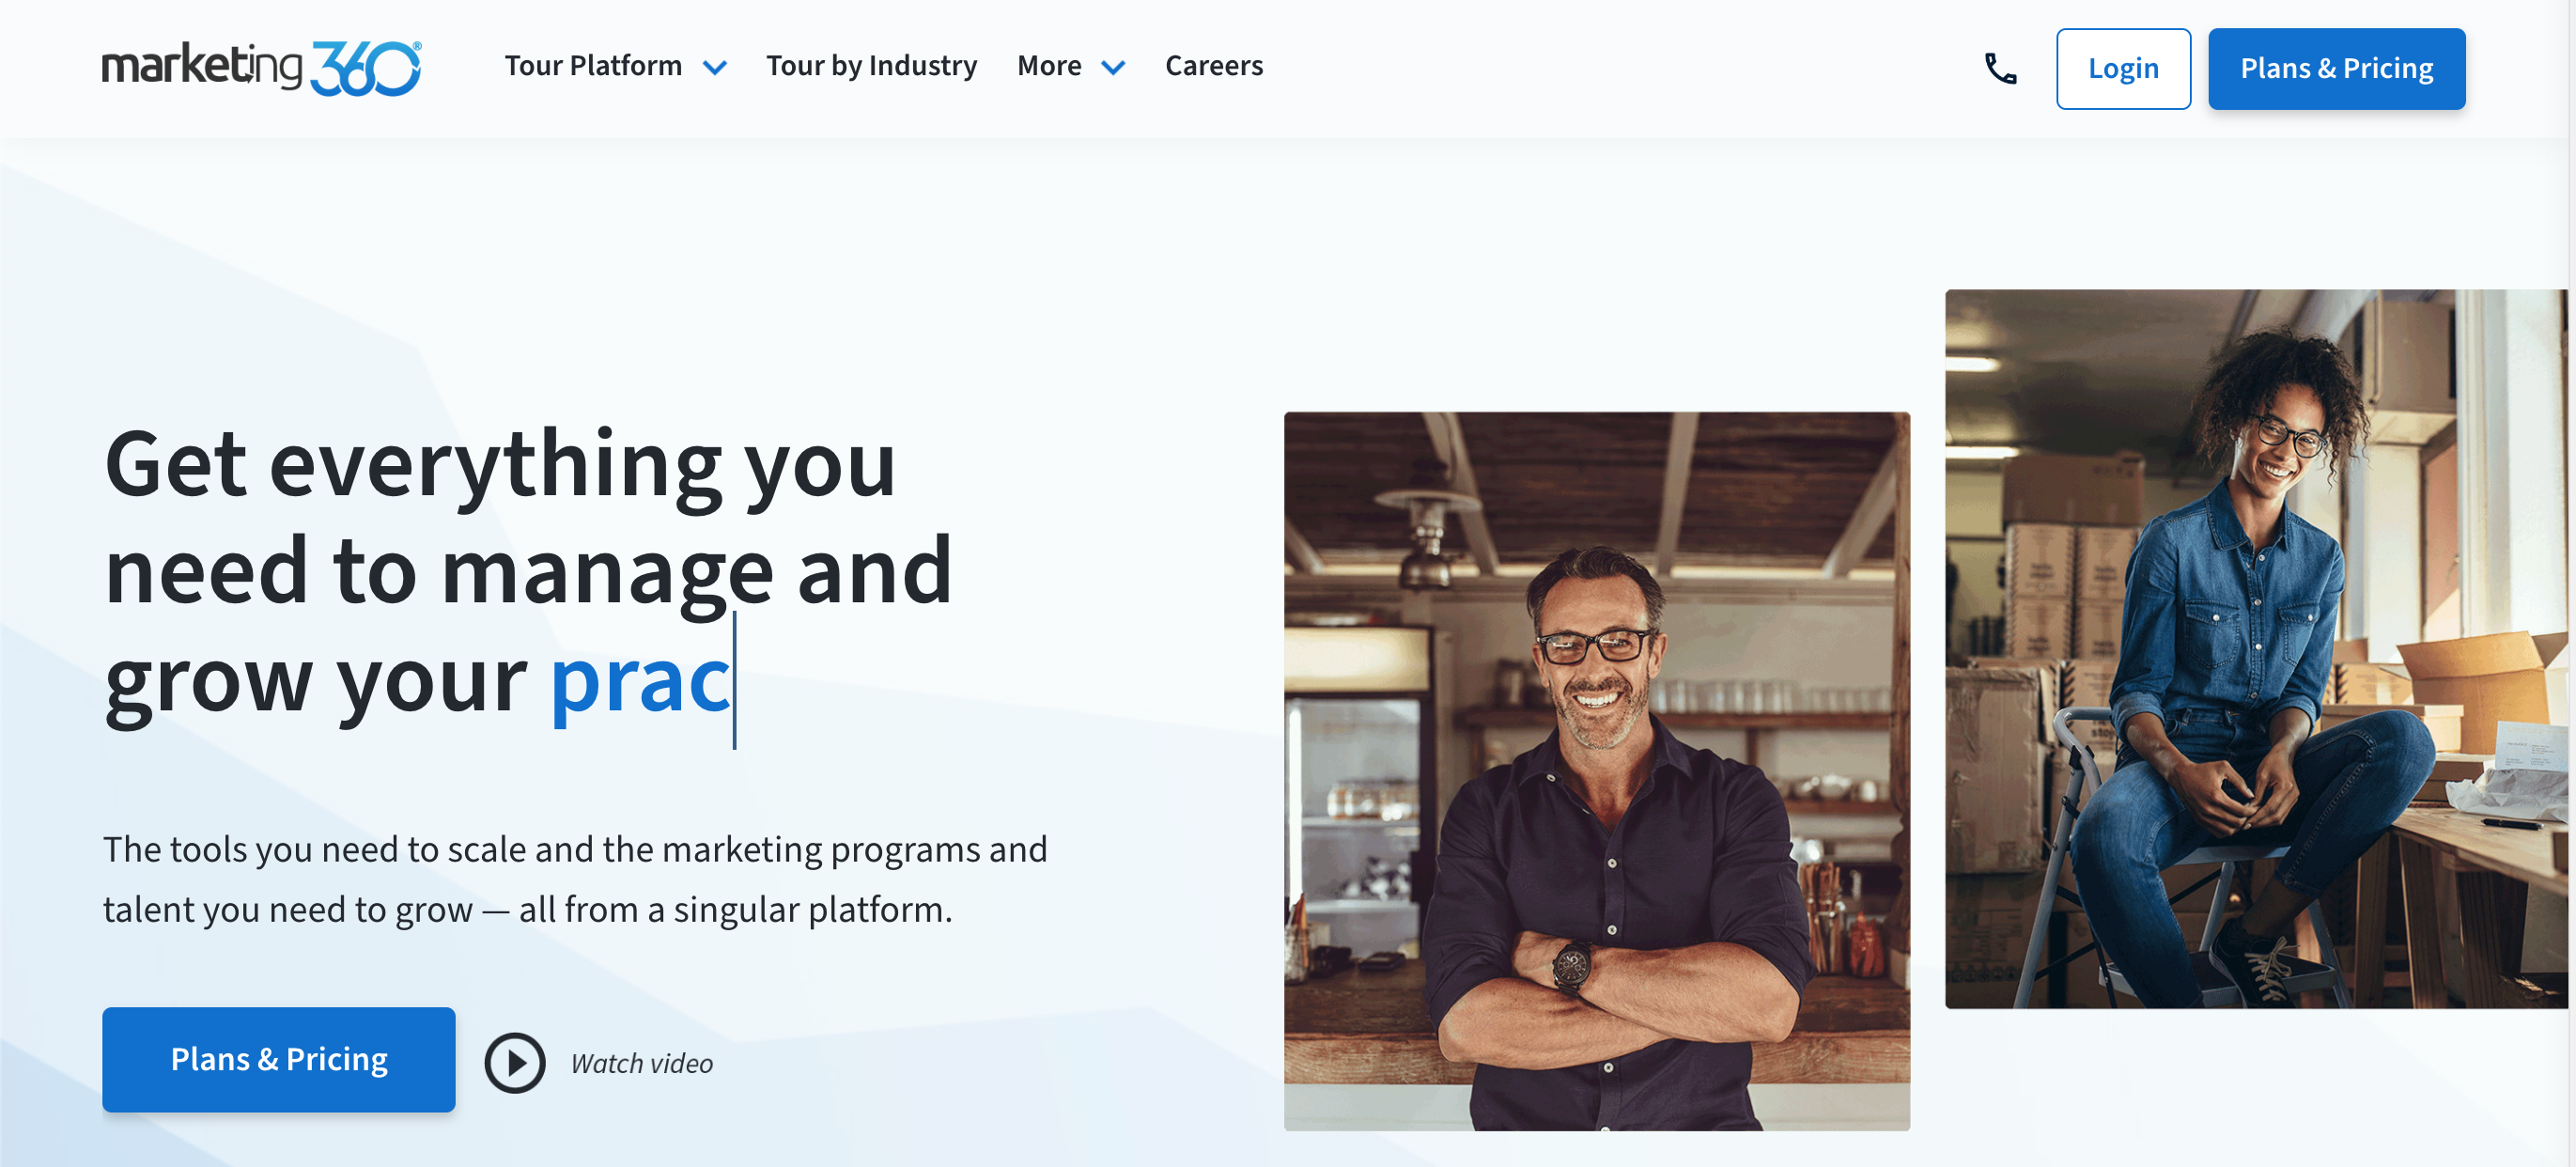 marketing 360®
Tour Platform
Tour by Industry
More
Careers
Login
Plans & Pricing
Get everything you
need to manage and
grow your prac
The tools you need to scale and the marketing programs and
talent you need to grow — all from a singular platform.
Plans & Pricing
Watch video